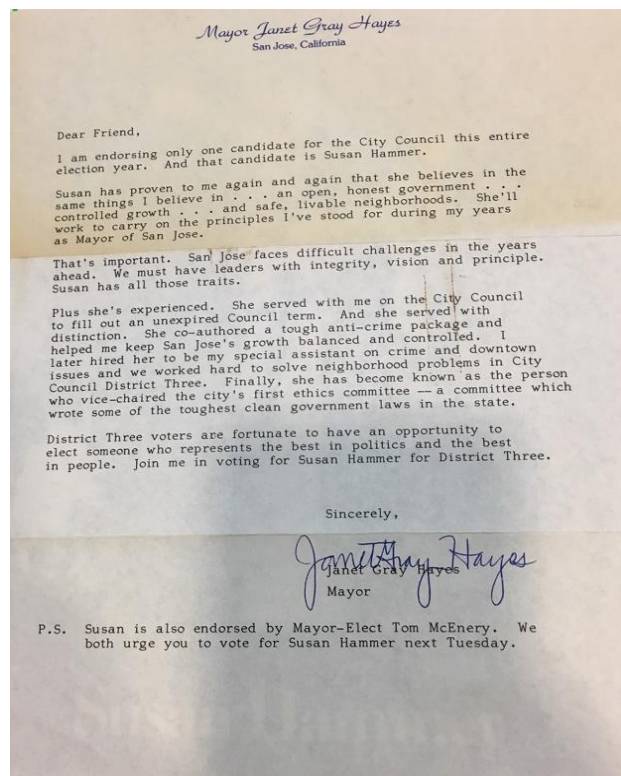 Mayor Janet Gray Hayes
San Jose, California
Dear Friend,
I am endorsing only one candidate for the City Council this entire
election year. And that candidate is Susan Hammer.
Susan has proven to me again and again that she believes in the
same things I believe in . . . an open, honest government . . .
controlled growth . . . and safe, livable neighborhoods. She'll
work to carry on the principles I've stood for during my years
as Mayor of San Jose.
That's important. San Jose faces difficult challenges in the years
ahead. We must have leaders with integrity, vision and principle.
Susan has all those traits.
Plus she's experienced. She served with me on the City Council
to fill out an unexpired Council term. And she served with
distinction. She co-authored a tough anti-crime package and
helped me keep San Jose's growth balanced and controlled. I
later hired her to be my special assistant on crime and downtown
issues and we worked hard to solve neighborhood problems in City
Council District Three. Finally, she has become known as the person
who vice-chaired the city's first ethics committee — a committee which
wrote some of the toughest clean government laws in the state.
District Three voters are fortunate to have an opportunity to
elect someone who represents the best in politics and the best
in people. Join me in voting for Susan Hammer for District Three.
Sincerely,
Janet Gray Hayes
Janet Gray Hayes
Mayor
P.S. Susan is also endorsed by Mayor-Elect Tom McEnery. We
both urge you to vote for Susan Hammer next Tuesday.